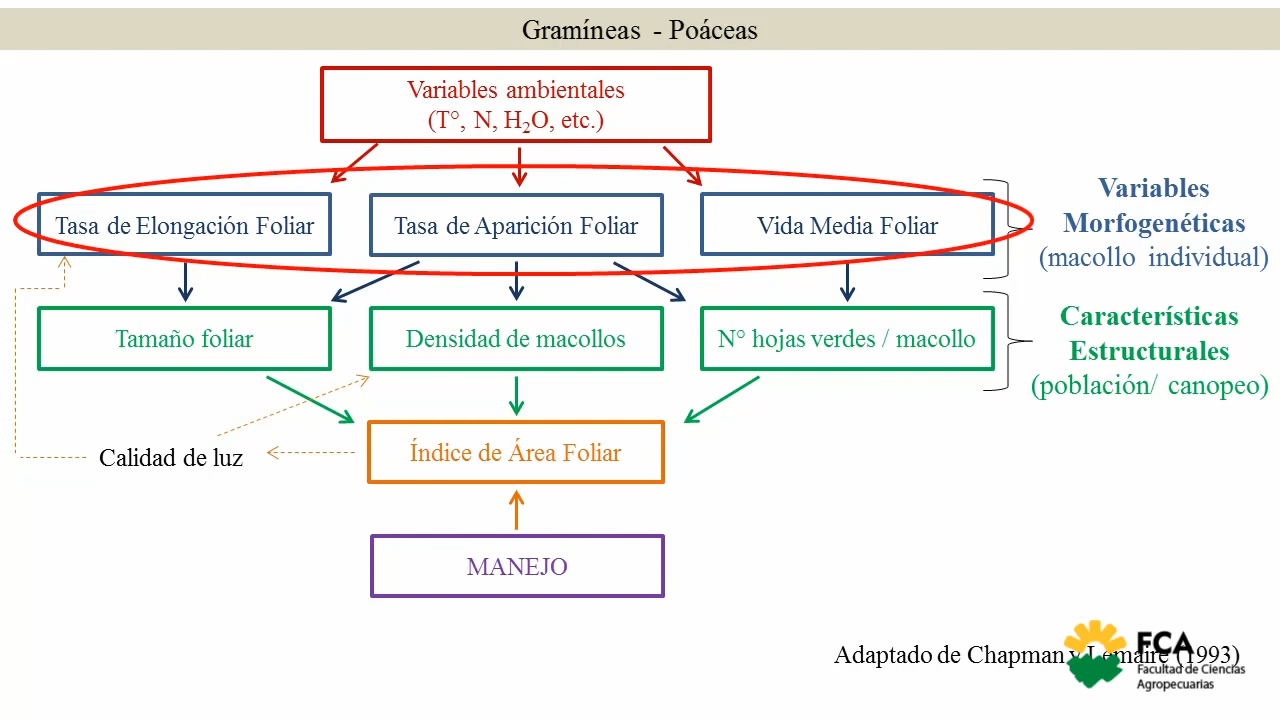 Gramíneas - Poáceas
Variables ambientales
(T°, N, H₂O, etc.)
Tasa de Elongación Foliar
Tasa de Aparición Foliar
Vida Media Foliar
Variables
Morfogenéticas
(macollo individual)
Tamaño foliar
Densidad de macollos
N° hojas verdes / macollo
Características
Estructurales
(población/ canopeo)
Calidad de luz
Índice de Área Foliar
MANEJO
Adaptado de Chapman y Lemaire (1993)
FCA
Facultad de Ciencias
Agropecuarias